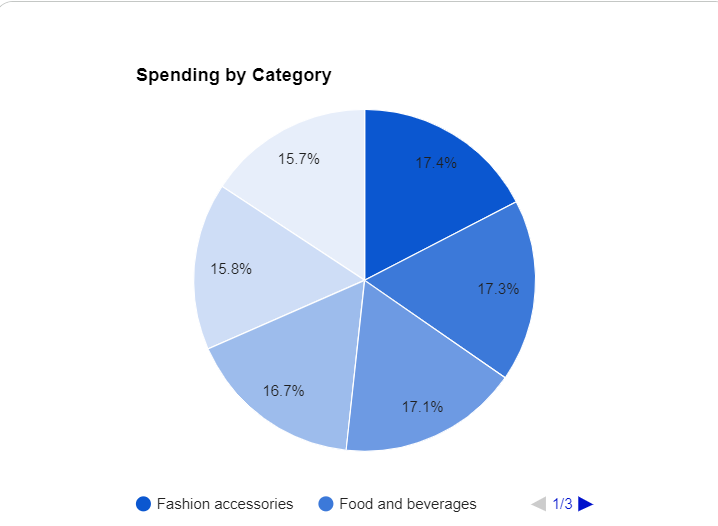 Spending by Category
15.7%
17.4%
15.8%
17.3%
16.7%
17.1%
Fashion accessories
Food and beverages
1/3